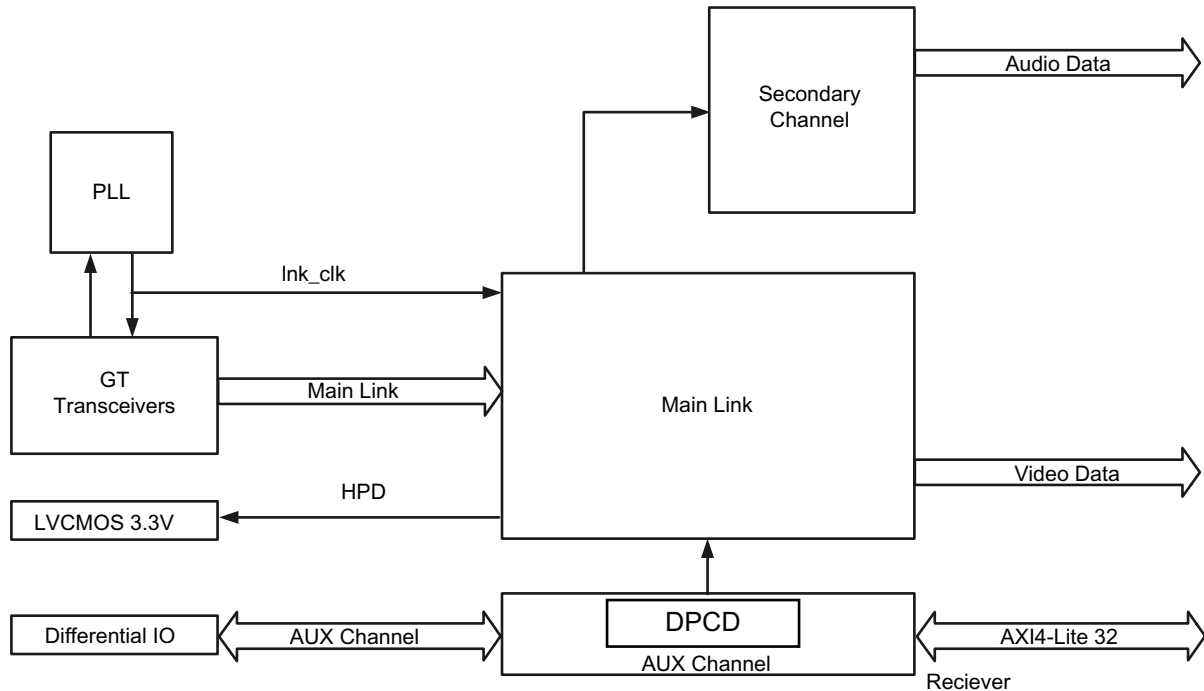 Audio Data
Secondary
Channel
PLL
lnk_clk
GT
Transceivers
Main Link
Main Link
Video Data
HPD
LVCMOS 3.3V
DPCD
Differential IO
AUX Channel
AUX Channel
AXI4-Lite 32
Reciever